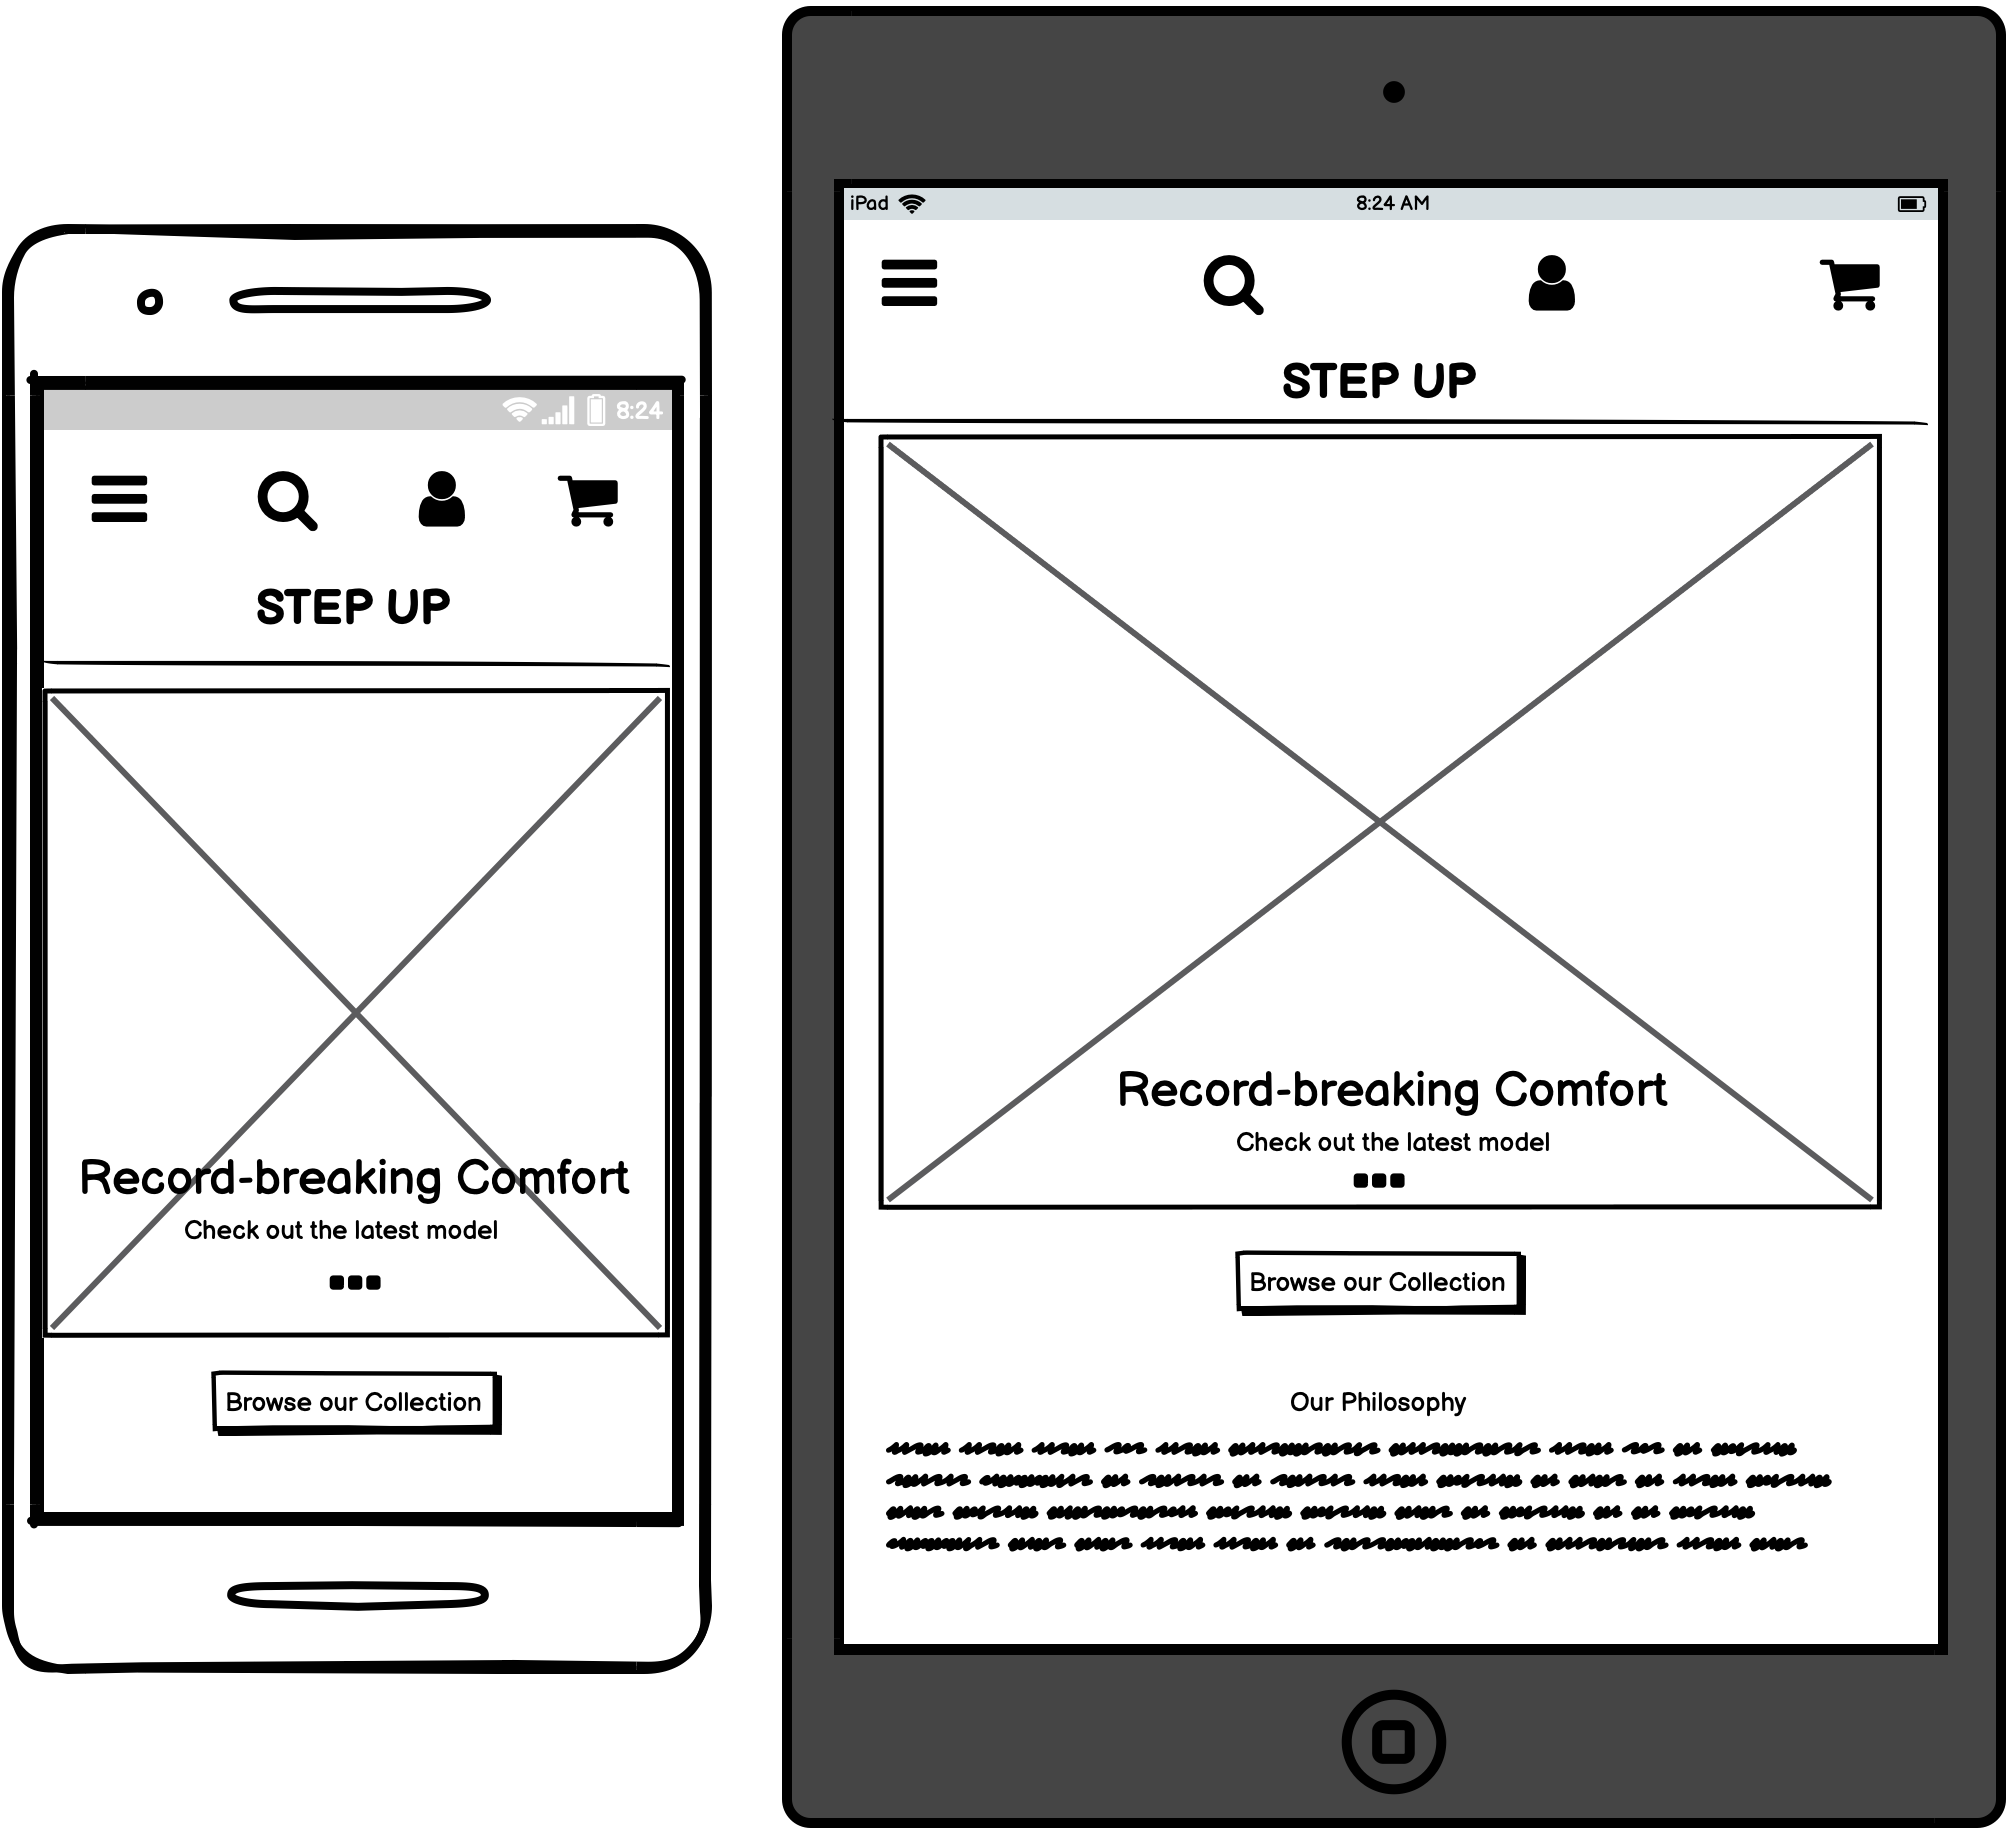 8:24
STEP UP
Record-breaking Comfort
Check out the latest model
Browse our Collection
iPad
8:24 AM
STEP UP
Record-breaking Comfort
Check out the latest model
Browse our Collection
Our Philosophy